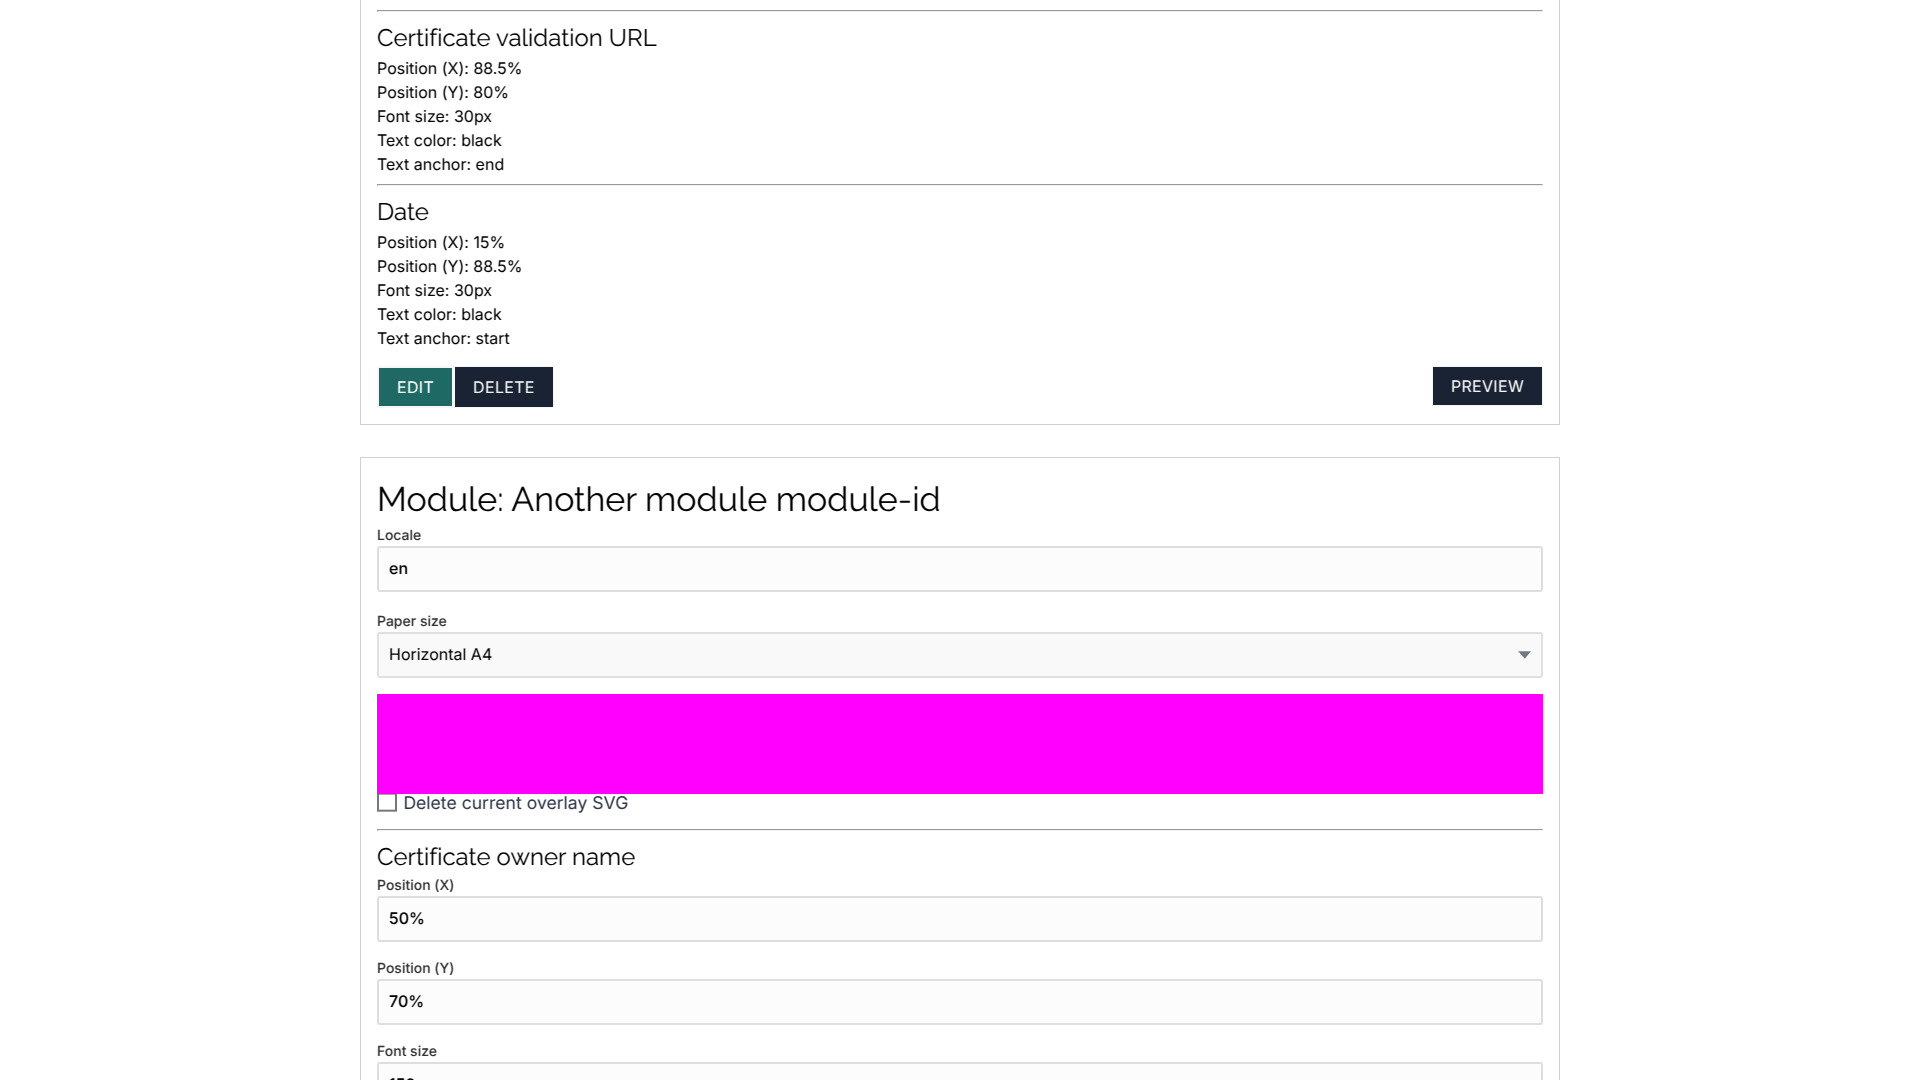 Certificate validation URL
Position (X): 88.5%
Position (Y): 80%
Font size: 30px
Text color: black
Text anchor: end
Date
Position (X): 15%
Position (Y): 88.5%
Font size: 30px
Text color: black
Text anchor: start
EDIT DELETE PREVIEW
Module: Another module module-id
Locale
en
Paper size
Horizontal A4
Delete current overlay SVG
Certificate owner name
Position (X)
50%
Position (Y)
70%
Font size